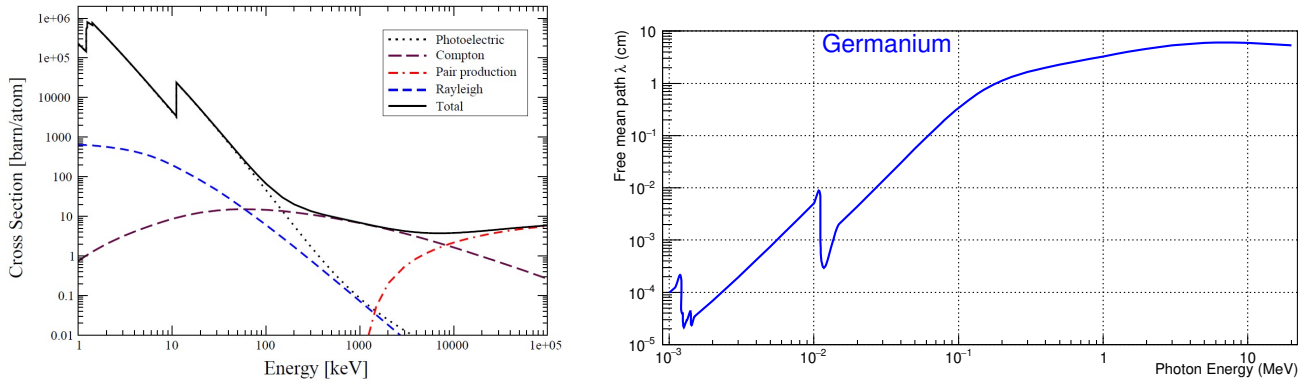 1e+06
1e+05
10000
1000
100
10
1
0.1
0.01
Cross Section [barn/atom]
Photoelectric
Compton
Pair production
Rayleigh
Total
1 10 100 1000 10000 1e+05
Energy [keV]
Germanium
Free mean path λ (cm)
10
1
10⁻¹
10⁻²
10⁻³
10⁻⁴
10⁻⁵
10⁻³ 10⁻² 10⁻¹ 1 10
Photon Energy (MeV)